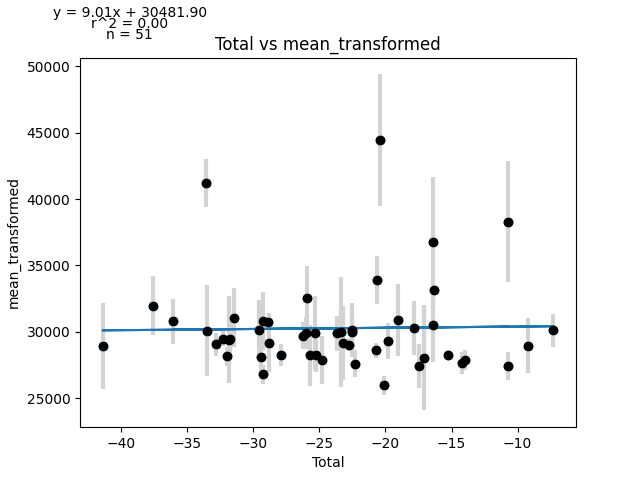 y = 9.01x + 30481.90
r^2 = 0.00
n = 51
Total vs mean_transformed
50000
45000
40000
35000
30000
25000
mean_transformed
−40
−35
−30
−25
−20
−15
−10
Total